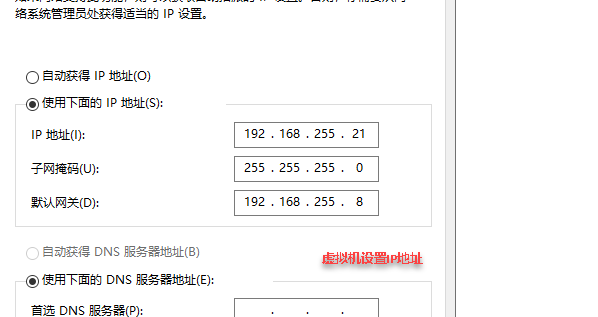 络系统管理员处获得适当的 IP 设置。
自动获得 IP 地址(O)
使用下面的 IP 地址(S):
IP 地址(I): 192 . 168 . 255 . 21
子网掩码(U): 255 . 255 . 255 . 0
默认网关(D): 192 . 168 . 255 . 8
自动获得 DNS 服务器地址(B)
虚拟机设置IP地址
使用下面的 DNS 服务器地址(E):
首选 DNS 服务器(P): . . .